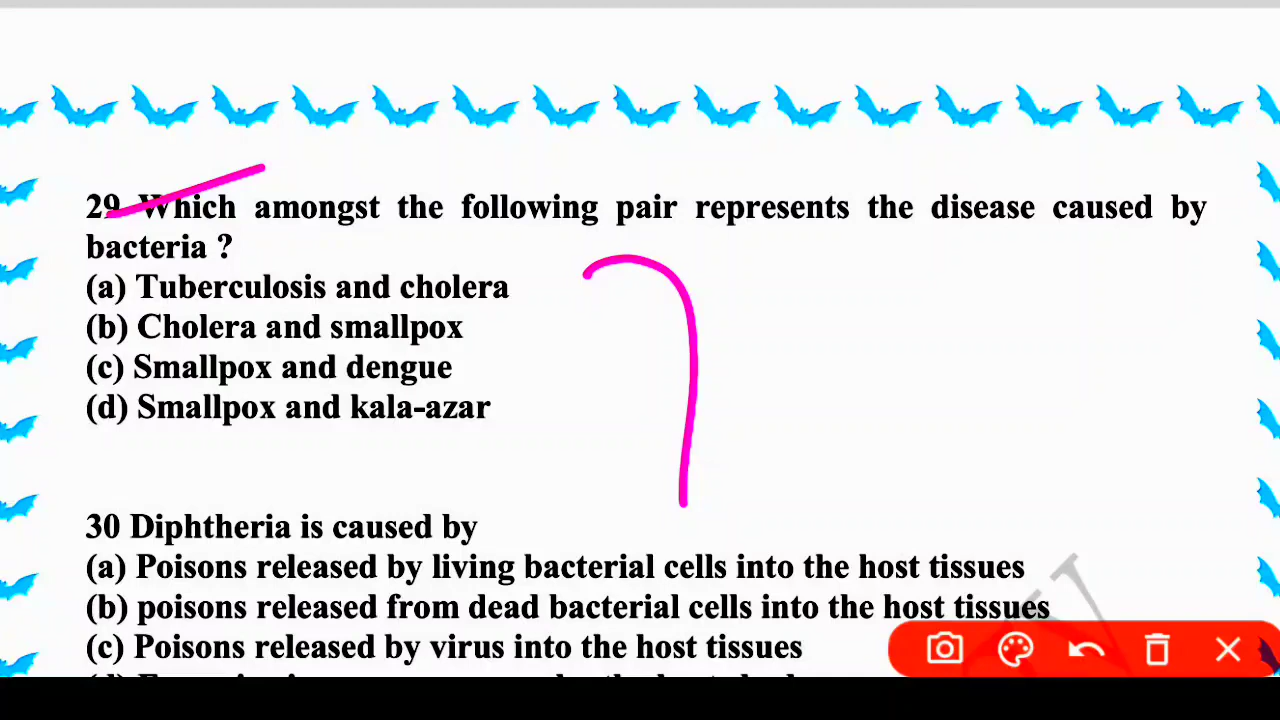 29 Which amongst the following pair represents the disease caused by
bacteria ?
(a) Tuberculosis and cholera
(b) Cholera and smallpox
(c) Smallpox and dengue
(d) Smallpox and kala-azar
30 Diphtheria is caused by
(a) Poisons released by living bacterial cells into the host tissues
(b) poisons released from dead bacterial cells into the host tissues
(c) Poisons released by virus into the host tissues